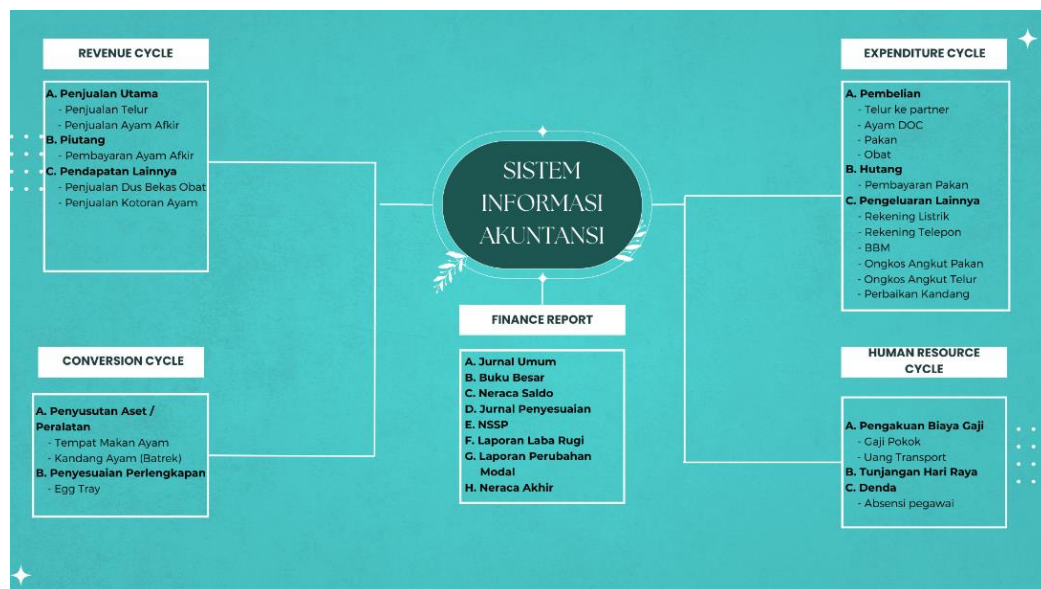 REVENUE CYCLE
A. Penjualan Utama
- Penjualan Telur
- Penjualan Ayam Afkir
B. Piutang
- Pembayaran Ayam Afkir
C. Pendapatan Lainnya
- Penjualan Dus Bekas Obat
- Penjualan Kotoran Ayam
CONVERSION CYCLE
A. Penyusutan Aset /
Peralatan
- Tempat Makan Ayam
- Kandang Ayam (Batrek)
B. Penyesuaian Perlengkapan
- Egg Tray
SISTEM
INFORMASI
AKUNTANSI
FINANCE REPORT
A. Jurnal Umum
B. Buku Besar
C. Neraca Saldo
D. Jurnal Penyesuaian
E. NSSP
F. Laporan Laba Rugi
G. Laporan Perubahan
Modal
H. Neraca Akhir
EXPENDITURE CYCLE
A. Pembelian
- Telur ke partner
- Ayam DOC
- Pakan
- Obat
B. Hutang
- Pembayaran Pakan
C. Pengeluaran Lainnya
- Rekening Listrik
- Rekening Telepon
- BBM
- Ongkos Angkut Pakan
- Ongkos Angkut Telur
- Perbaikan Kandang
HUMAN RESOURCE
CYCLE
A. Pengakuan Biaya Gaji
- Gaji Pokok
- Uang Transport
B. Tunjangan Hari Raya
C. Denda
- Absensi pegawai